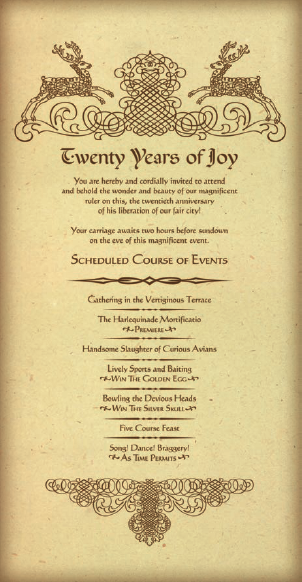 Twenty Years of Joy
You are hereby and cordially invited to attend
and behold the wonder and beauty of our magnificent
ruler on this, the twentieth anniversary
of his liberation of our fair city!
Your carriage awaits two hours before sundown
on the eve of this magnificent event.
Scheduled Course of Events
Gathering in the Vertiginous Terrace
The Harlequinade Mortificatio
Premiere
Handsome Slaughter of Curious Avians
Lively Sports and Baiting
Win The Golden Egg
Bowling the Devious Heads
Win The Silver Skull
Five Course Feast
Song! Dance! Braggery!
As Time Permits